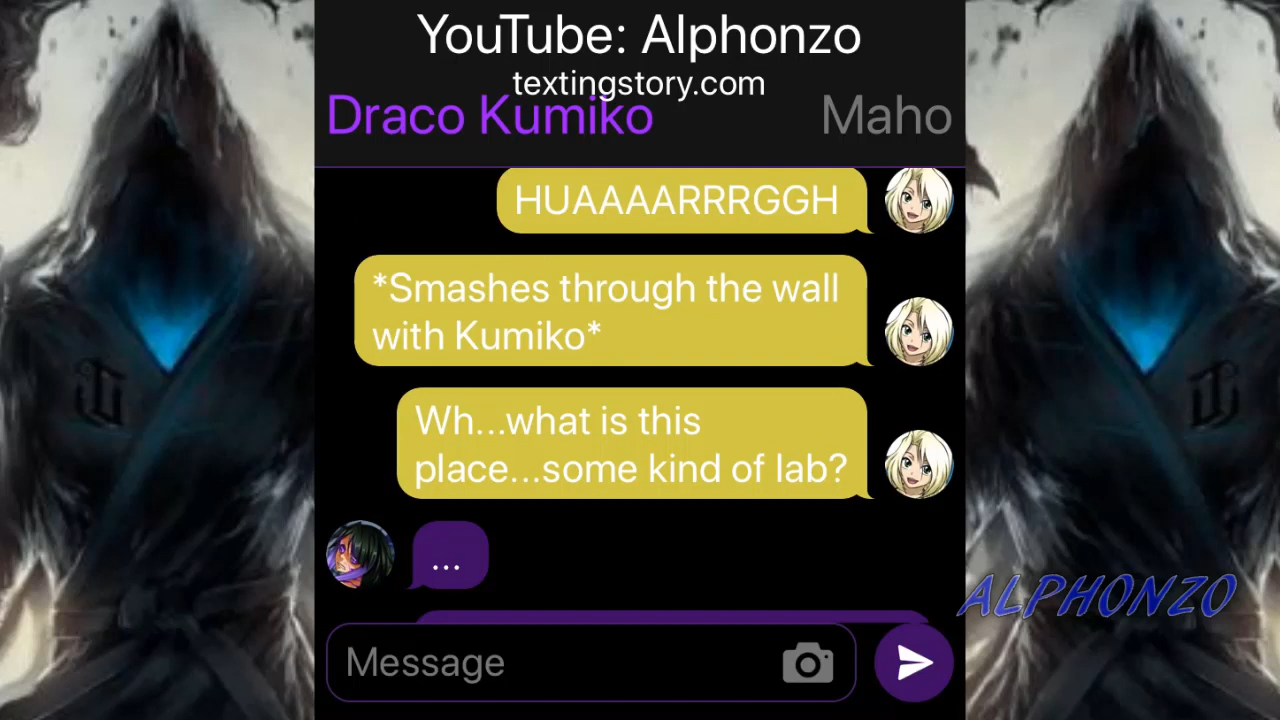 YouTube: Alphonzo
textingstory.com
Draco Kumiko
Maho
HUAAAARRRGGH
*Smashes through the wall
with Kumiko*
Wh...what is this
place...some kind of lab?
...
Message
ALPHONZO